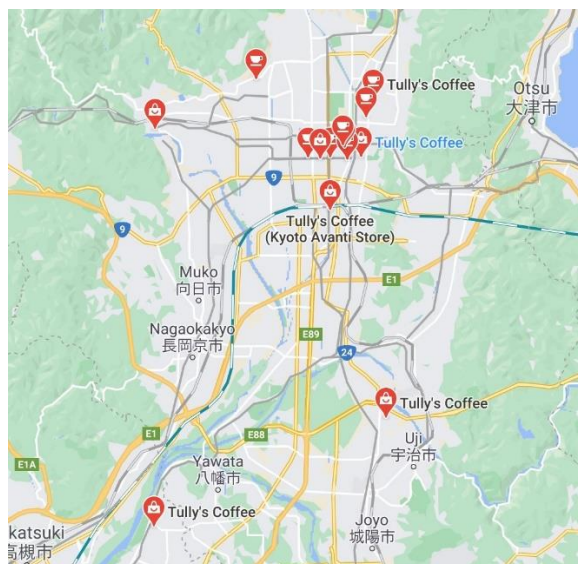 Tully's Coffee
Otsu
大津市
Tully's Coffee
9
Tully's Coffee
(Kyoto Avanti Store)
9
Muko
向日市
E1
Nagaokakyo
長岡京市
E89
24
Tully's Coffee
E1
E88
Uji
宇治市
E1A
Yawata
八幡市
Tully's Coffee
katsuki
高槻市
Joyo
城陽市